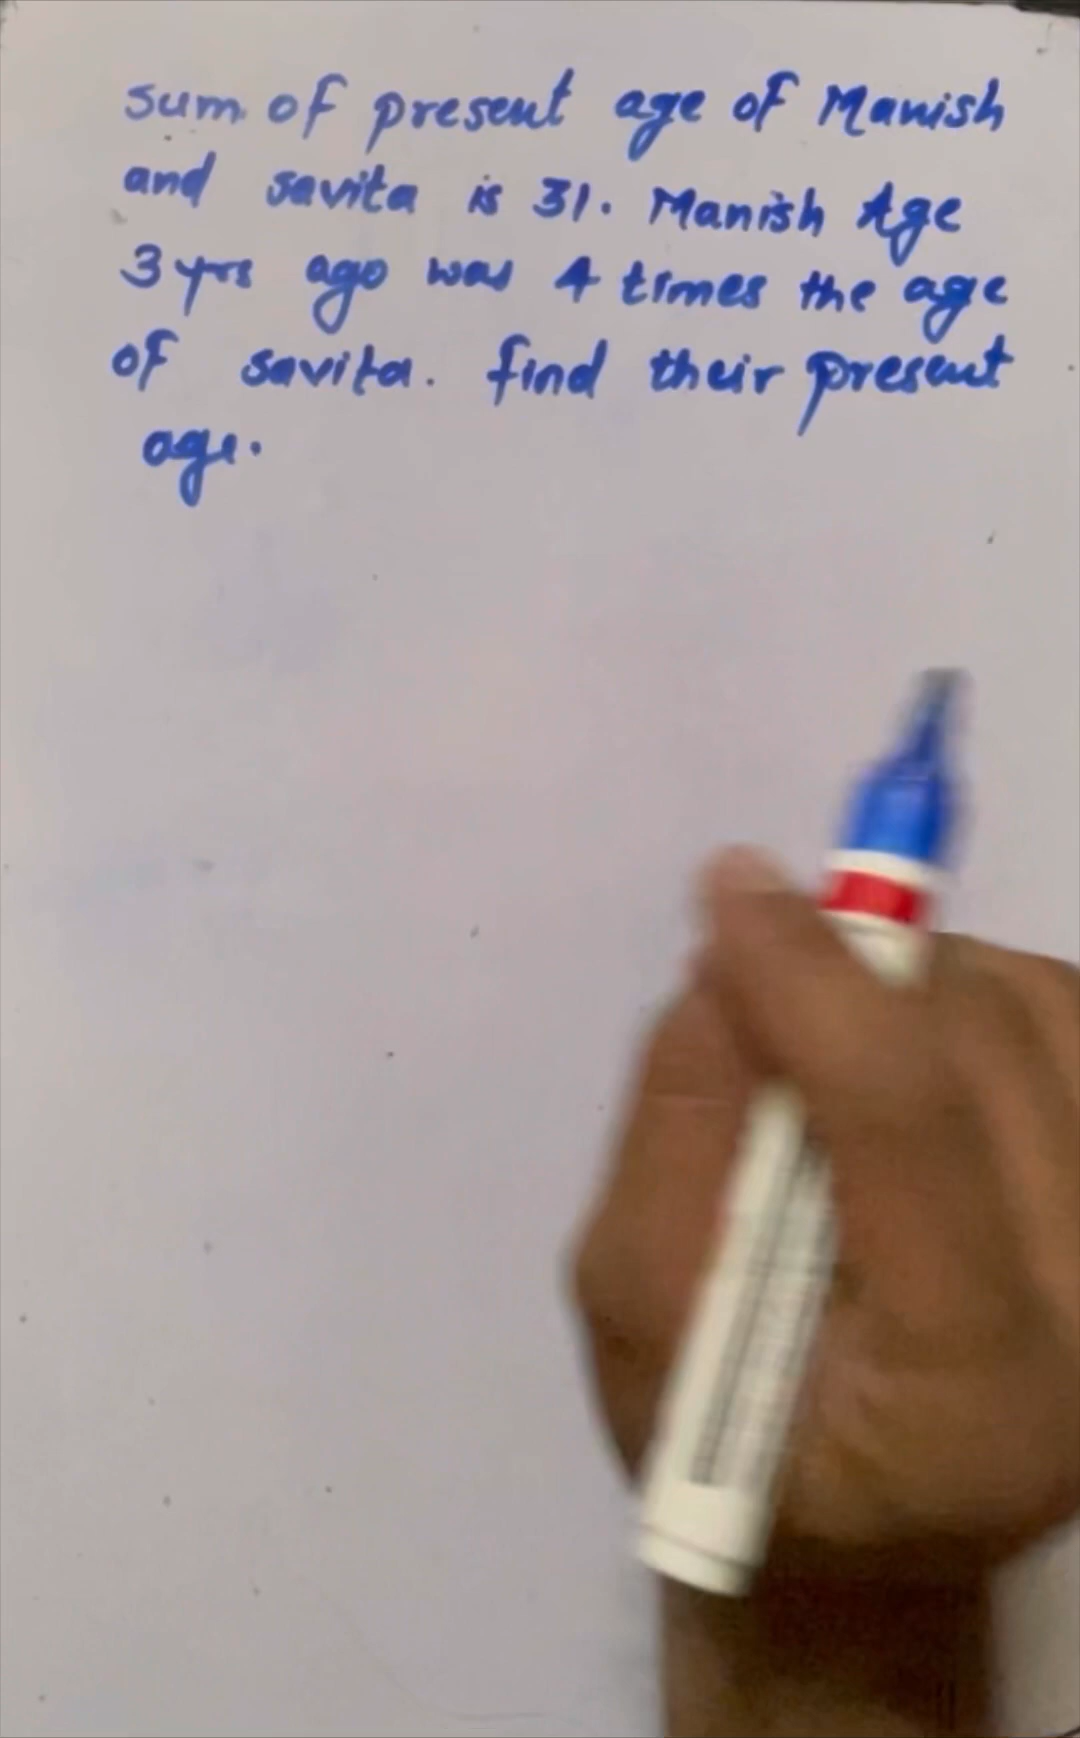 sum of present age of Manish
and savita is 31. Manish Age
3 yrs ago was 4 times the age
of savita. find their present
age.